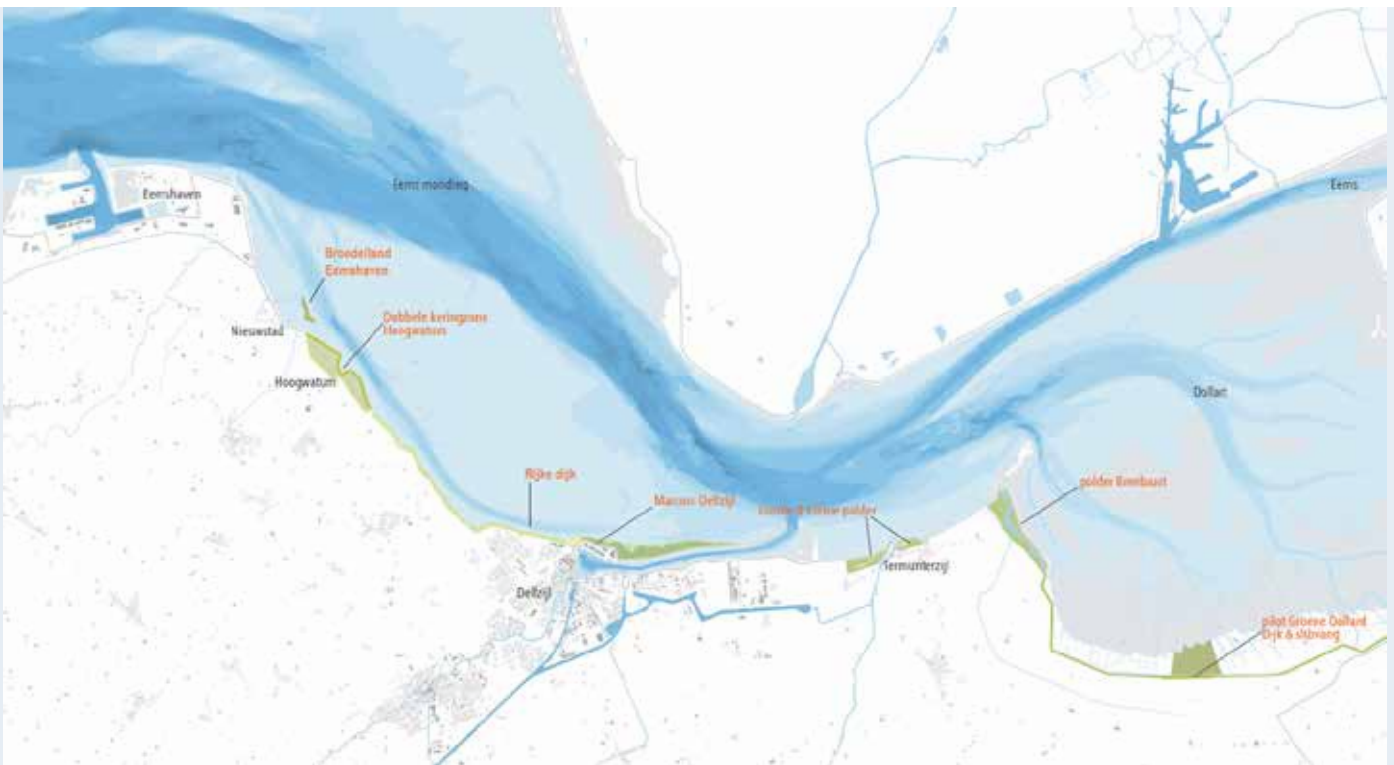 Eemshaven
Eems monding
Eems
Broedeiland
Eemshaven
Dubbele keringzone
Hoogwatum
Nieuwstad
Hoogwatum
Dollart
Rijke dijk
Marconi Delfzijl
polder Breebaart
polder
Termunterzijl
Delfzijl
pilot Groene Dollard
Dijk & slibvang